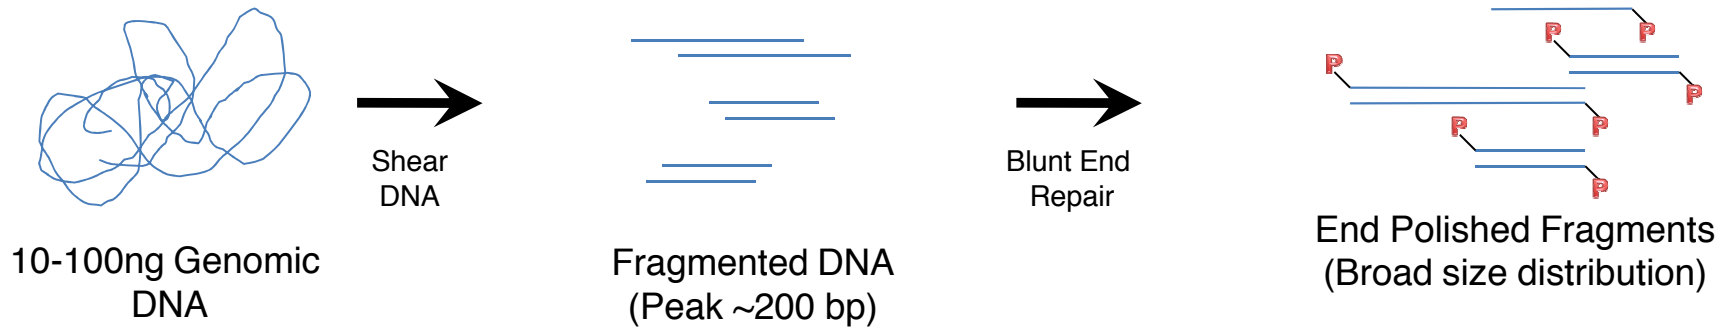 P
P
P
P
Shear
DNA
Blunt End
Repair
P
P
P
10-100ng Genomic
DNA
Fragmented DNA
(Peak ~200 bp)
End Polished Fragments
(Broad size distribution)